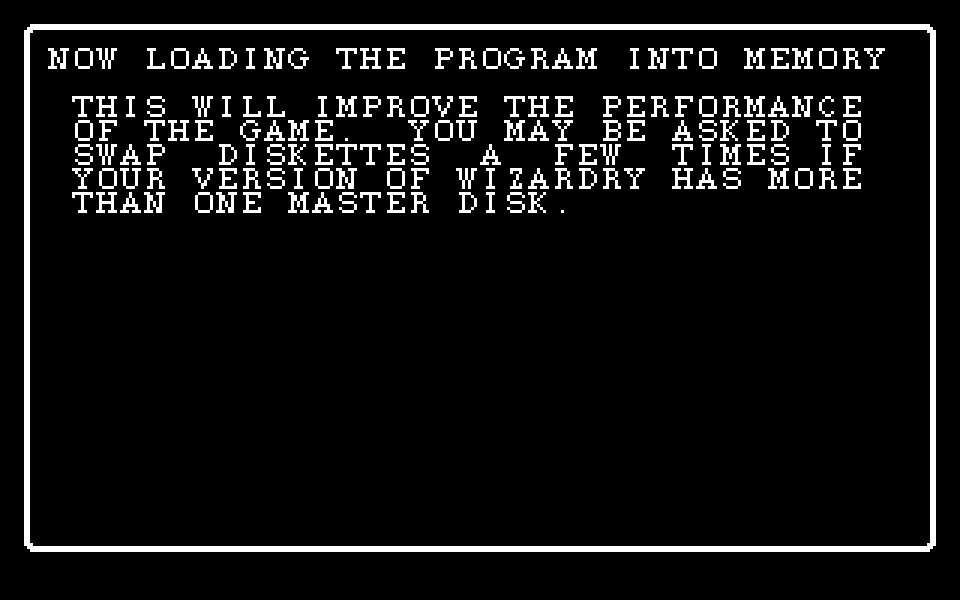 NOW LOADING THE PROGRAM INTO MEMORY
THIS WILL IMPROVE THE PERFORMANCE
OF THE GAME.  YOU MAY BE ASKED TO
SWAP  DISKETTES  A  FEW  TIMES IF
YOUR VERSION OF WIZARDRY HAS MORE
THAN ONE MASTER DISK.